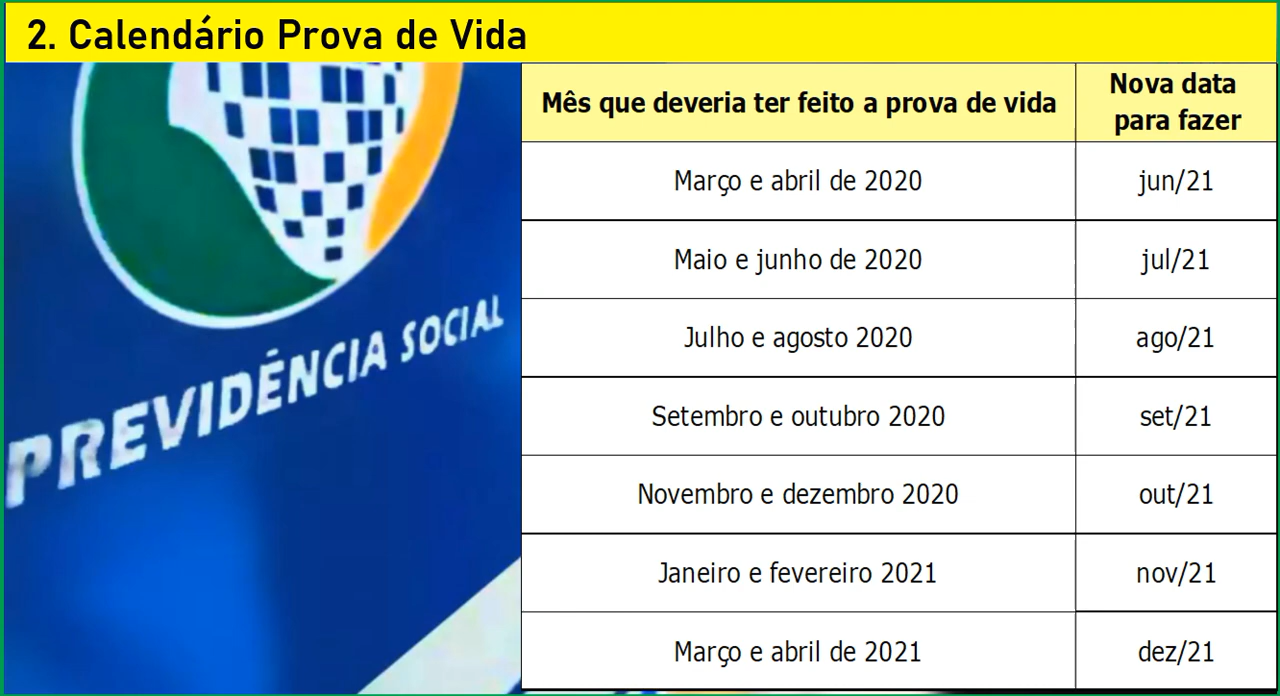 2. Calendário Prova de Vida
PREVIDÊNCIA SOCIAL
Mês que deveria ter feito a prova de vida
Nova data
para fazer
Março e abril de 2020
jun/21
Maio e junho de 2020
jul/21
Julho e agosto 2020
ago/21
Setembro e outubro 2020
set/21
Novembro e dezembro 2020
out/21
Janeiro e fevereiro 2021
nov/21
Março e abril de 2021
dez/21